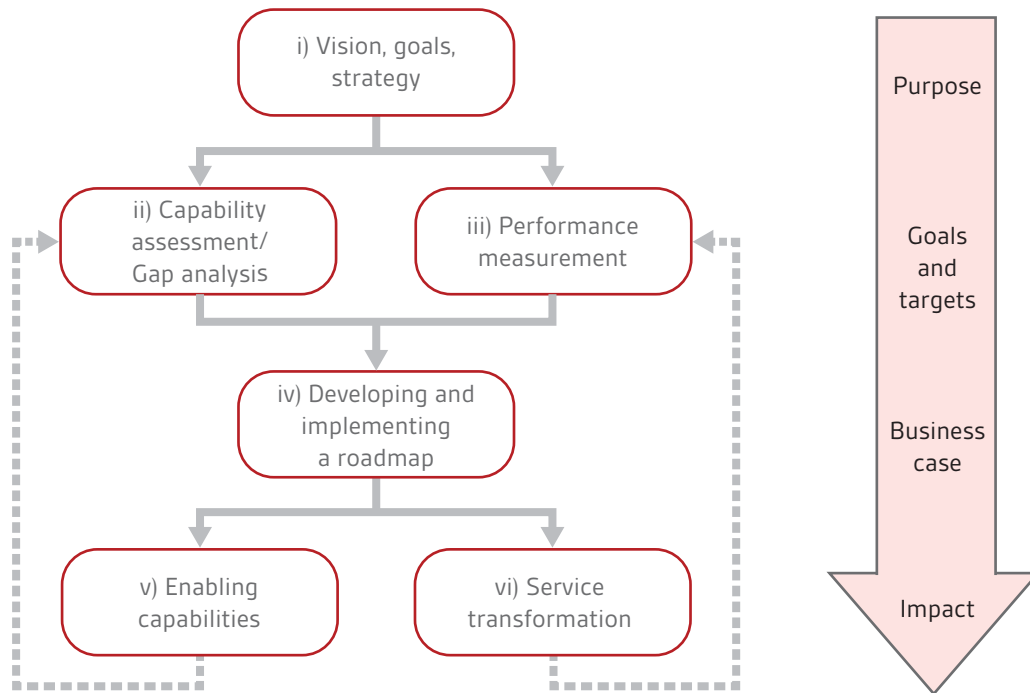 i) Vision, goals,
strategy
Purpose
ii) Capability
assessment/
Gap analysis
iii) Performance
measurement
Goals
and
targets
iv) Developing and
implementing
a roadmap
Business
case
v) Enabling
capabilities
vi) Service
transformation
Impact